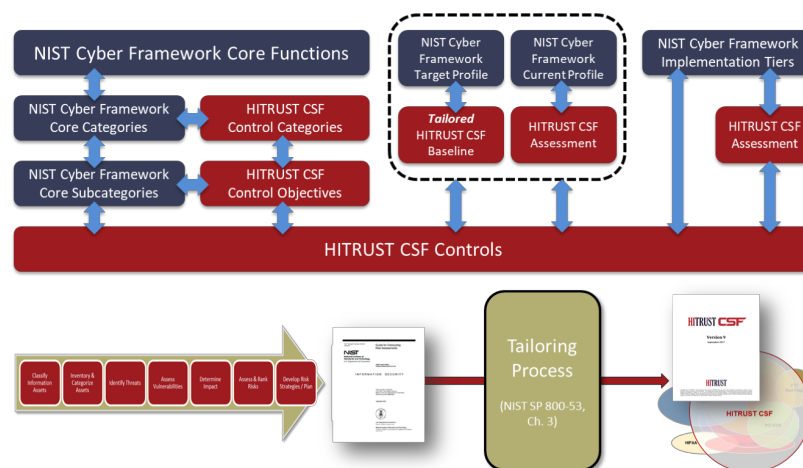 NIST Cyber Framework Core Functions
NIST Cyber Framework
Core Categories
HITRUST CSF
Control Categories
NIST Cyber Framework
Core Subcategories
HITRUST CSF
Control Objectives
NIST Cyber
Framework
Target Profile
NIST Cyber
Framework
Current Profile
Tailored
HITRUST CSF
Baseline
HITRUST CSF
Assessment
NIST Cyber Framework
Implementation Tiers
HITRUST CSF
Assessment
HITRUST CSF Controls
Classify
Information
Assets
Inventory &
Categorize
Assets
Identify Threats
Assess
Vulnerabilities
Determine
Impact
Assess & Rank
Risks
Develop Risk
Strategies / Plan
NIST
INFORMATION SECURITY
Tailoring
Process
(NIST SP 800-53,
Ch. 3)
HITRUST CSF
Version 9
HITRUST
HITRUST CSF